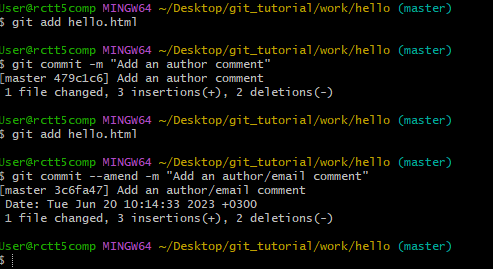 User@rctt5comp MINGW64 ~/Desktop/git_tutorial/work/hello (master)
$ git add hello.html
User@rctt5comp MINGW64 ~/Desktop/git_tutorial/work/hello (master)
$ git commit -m "Add an author comment"
[master 479c1c6] Add an author comment
 1 file changed, 3 insertions(+), 2 deletions(-)
User@rctt5comp MINGW64 ~/Desktop/git_tutorial/work/hello (master)
$ git add hello.html
User@rctt5comp MINGW64 ~/Desktop/git_tutorial/work/hello (master)
$ git commit --amend -m "Add an author/email comment"
[master 3c6fa47] Add an author/email comment
 Date: Tue Jun 20 10:14:33 2023 +0300
 1 file changed, 3 insertions(+), 2 deletions(-)
User@rctt5comp MINGW64 ~/Desktop/git_tutorial/work/hello (master)
$